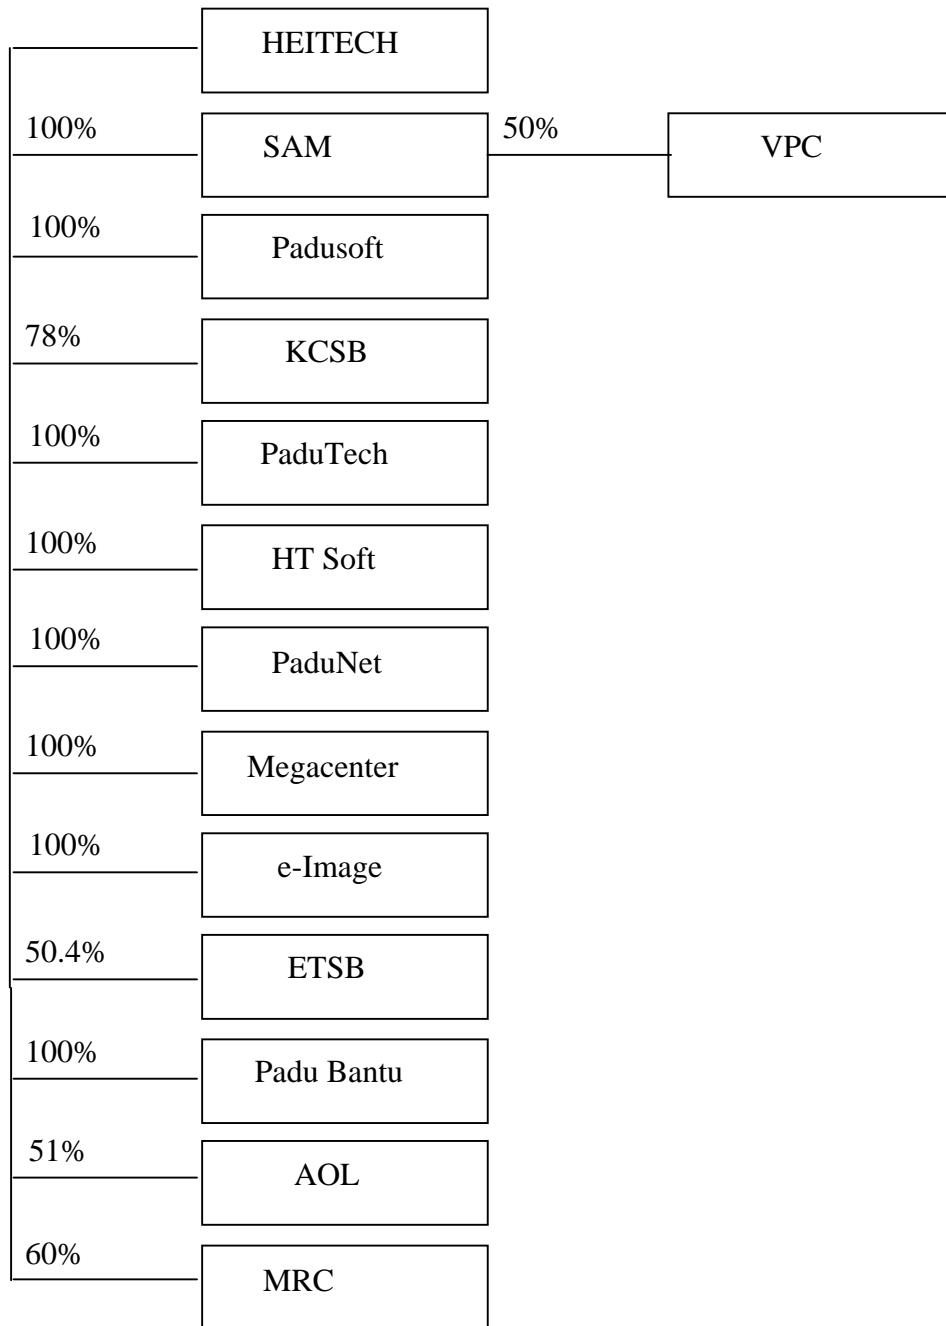 HEITECH
100%
SAM
50%
VPC
100%
Padusoft
78%
KCSB
100%
PaduTech
100%
HT Soft
100%
PaduNet
100%
Megacenter
100%
e-Image
50.4%
ETSB
100%
Padu Bantu
51%
AOL
60%
MRC